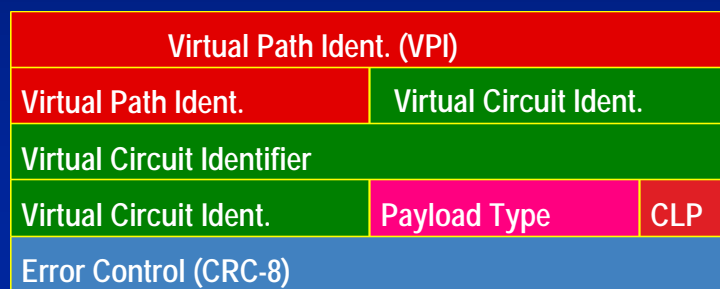 Virtual Path Ident. (VPI)
Virtual Path Ident. Virtual Circuit Ident.
Virtual Circuit Identifier
Virtual Circuit Ident. Payload Type CLP
Error Control (CRC-8)